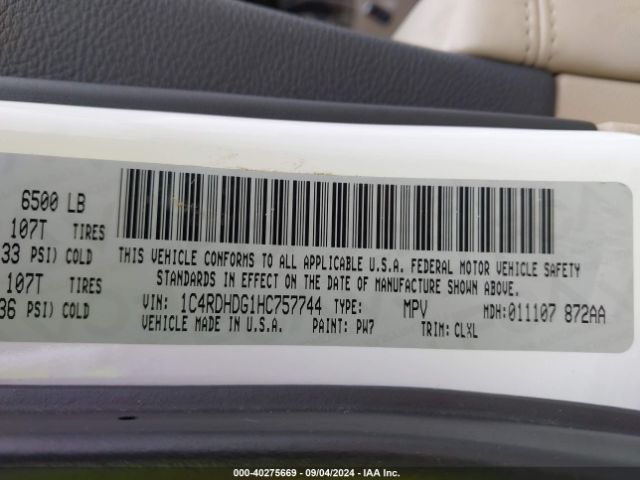 6500 LB
107T TIRES
33 PSI) COLD
107T TIRES
36 PSI) COLD
THIS VEHICLE CONFORMS TO ALL APPLICABLE U.S.A. FEDERAL MOTOR VEHICLE SAFETY
STANDARDS IN EFFECT ON THE DATE OF MANUFACTURE SHOWN ABOVE.
VIN: 1C4RDHDG1HC757744 TYPE: MPV MDH:011107 872AA
VEHICLE MADE IN U.S.A. PAINT: PW7 TRIM: CLXL
000-40275669 - 09/04/2024 - IAA Inc.